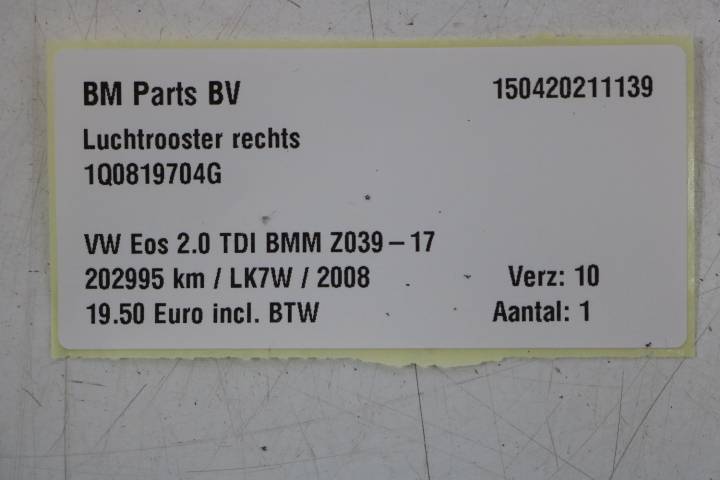 BM Parts BV 150420211139
Luchtrooster rechts
1Q0819704G
VW Eos 2.0 TDI BMM Z039-17
202995 km / LK7W / 2008 Verz: 10
19.50 Euro incl. BTW Aantal: 1